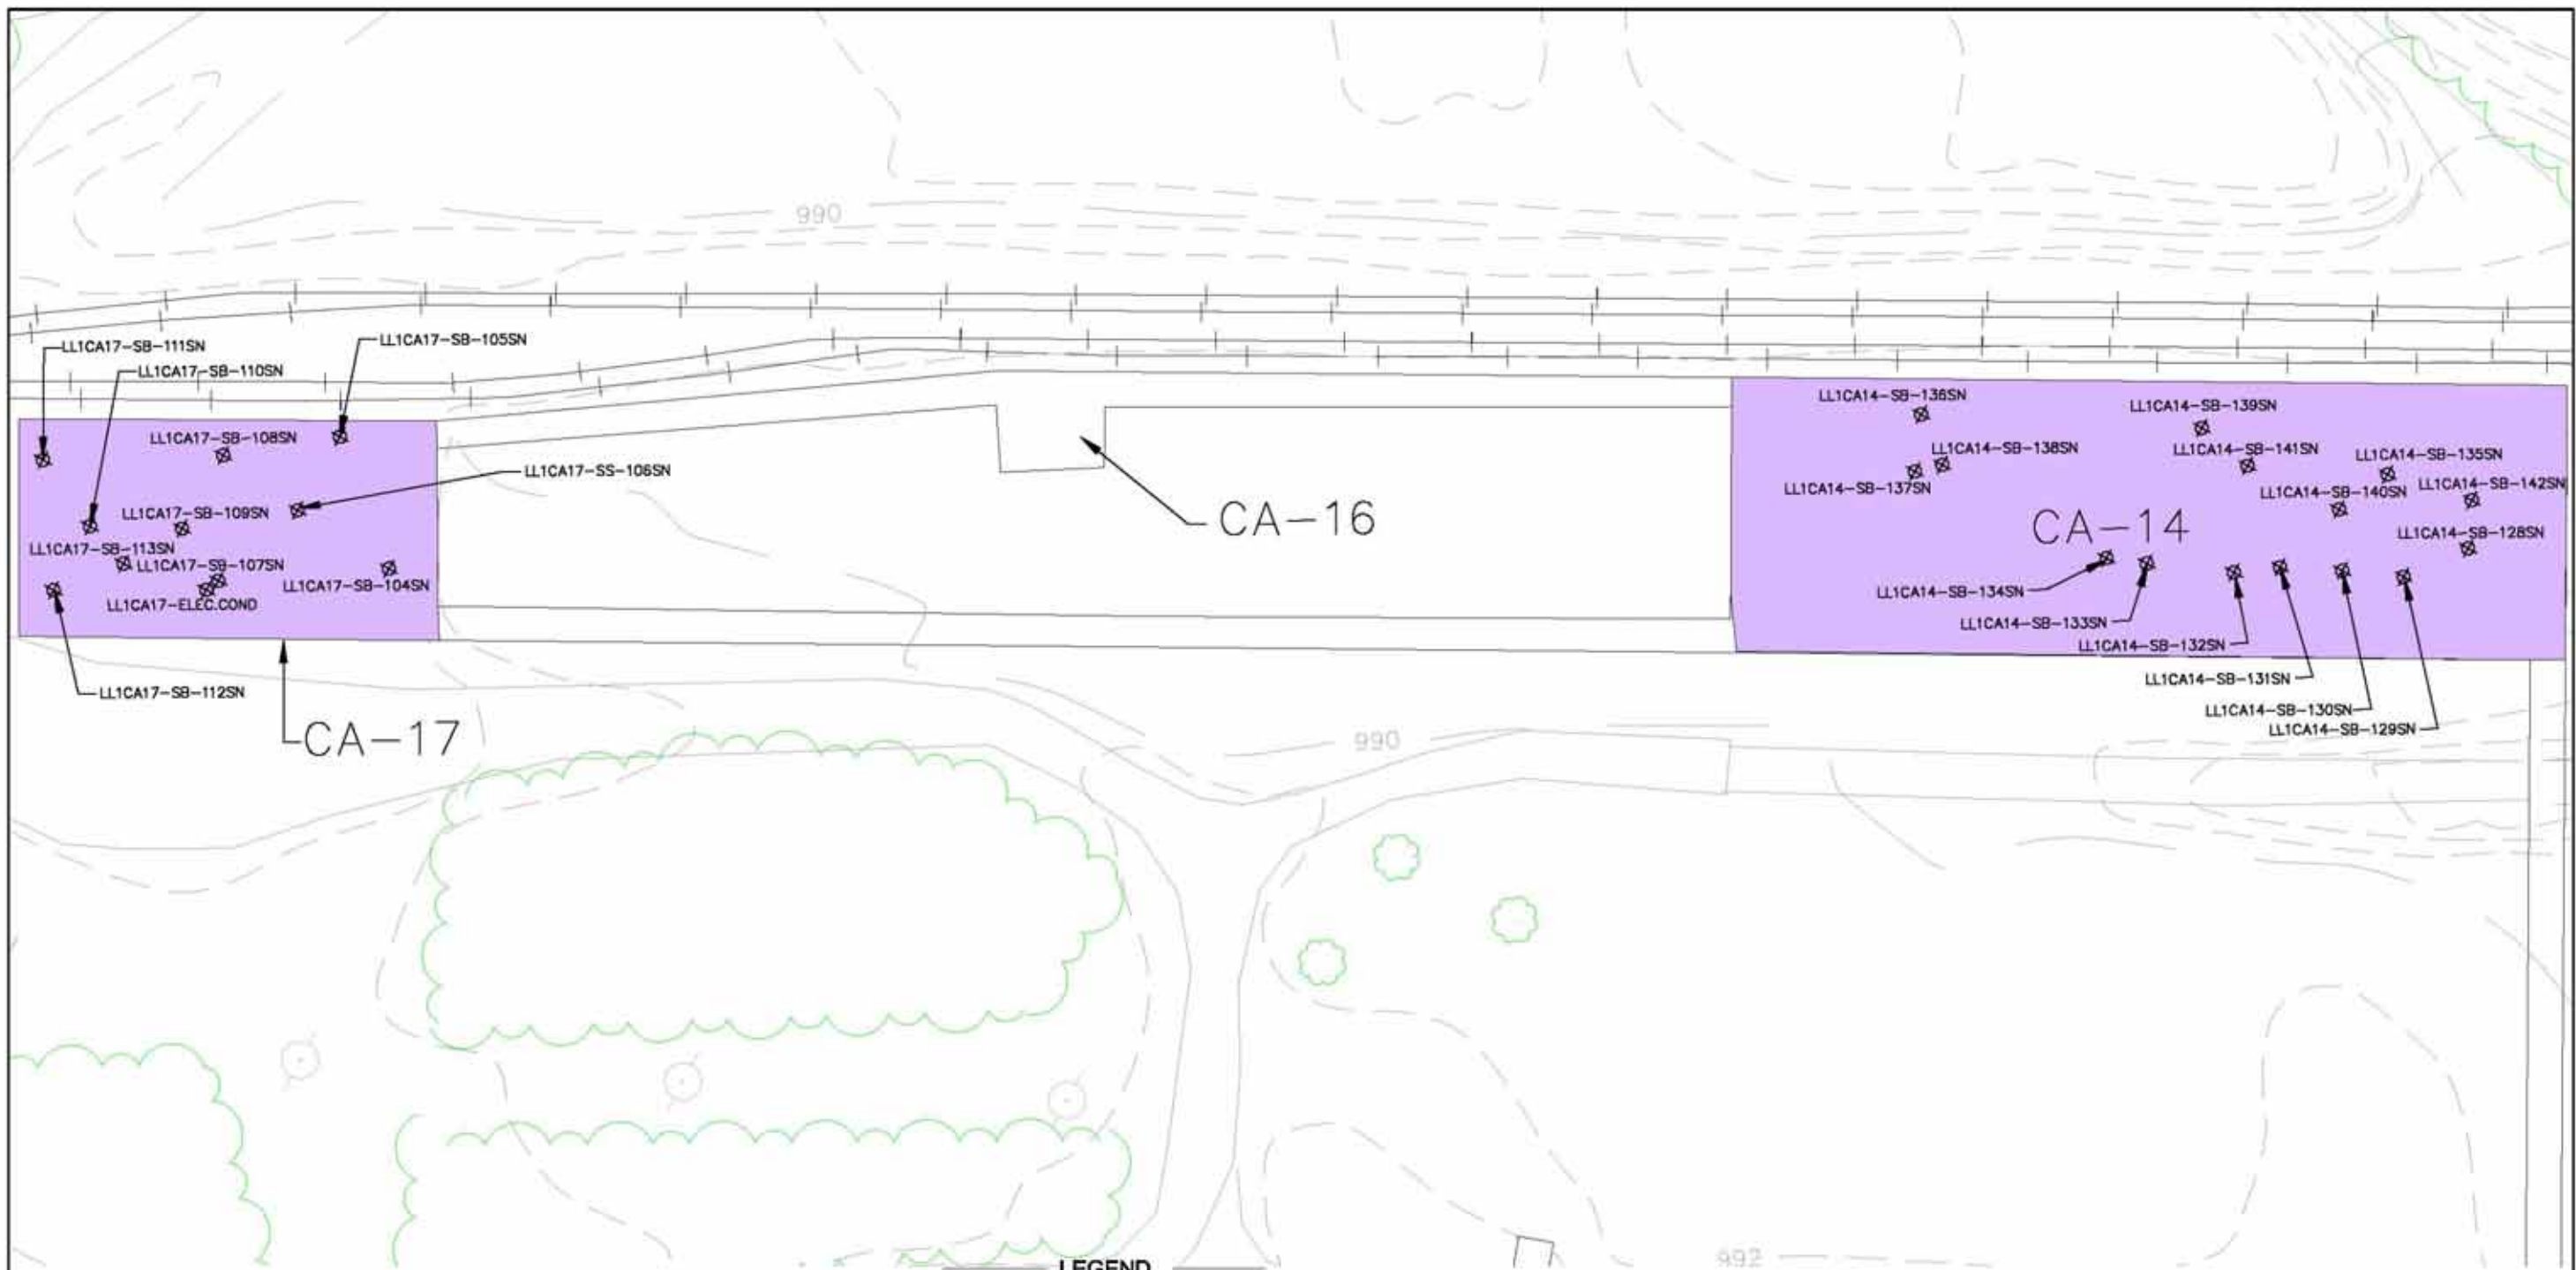 990
LL1CA17-SB-111SN
LL1CA17-SB-105SN
LL1CA17-SB-110SN
LL1CA17-SB-108SN
LL1CA17-SS-106SN
LL1CA17-SB-109SN
LL1CA17-SB-113SN
LL1CA17-SB-107SN
LL1CA17-SB-104SN
LL1CA17-ELEC.COND
LL1CA17-SB-112SN
CA-17
CA-16
LL1CA14-SB-136SN
LL1CA14-SB-139SN
LL1CA14-SB-138SN
LL1CA14-SB-141SN
LL1CA14-SB-135SN
LL1CA14-SB-137SN
LL1CA14-SB-140SN
LL1CA14-SB-142SN
CA-14
LL1CA14-SB-128SN
LL1CA14-SB-134SN
LL1CA14-SB-133SN
LL1CA14-SB-132SN
LL1CA14-SB-131SN
LL1CA14-SB-130SN
LL1CA14-SB-129SN
990
992
LEGEND